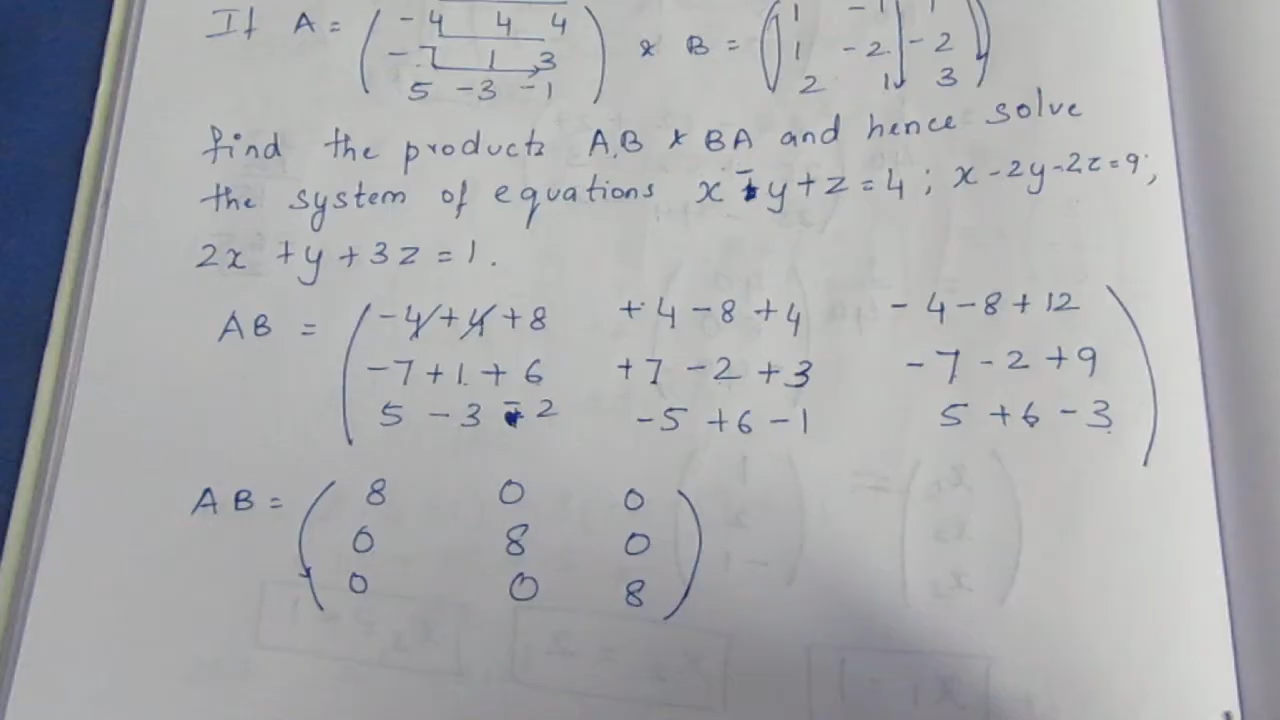 If A = ( -4 4 4 ) & B = ( 1 -1 1 )
-7 1 3 1 -2 -2
5 -3 -1 2 1 3
find the products AB & BA and hence solve
the system of equations x - y + z = 4 ; x - 2y - 2z = 9 ;
2x + y + 3z = 1 .
AB = ( -4 + 4 + 8 +4 - 8 + 4 - 4 - 8 + 12 )
-7 + 1 + 6 +7 - 2 + 3 - 7 - 2 + 9
5 - 3 - 2 -5 + 6 - 1 5 + 6 - 3
AB = ( 8 0 0 )
0 8 0
0 0 8